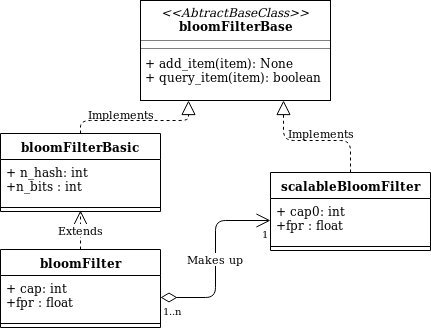 <<AbtractBaseClass>>
bloomFilterBase
+ add_item(item): None
+ query_item(item): boolean
Implements
Implements
bloomFilterBasic
+ n_hash: int
+n_bits : int
scalableBloomFilter
+ cap0: int
+fpr : float
Extends
1
bloomFilter
Makes up
+ cap: int
+fpr : float
1..n